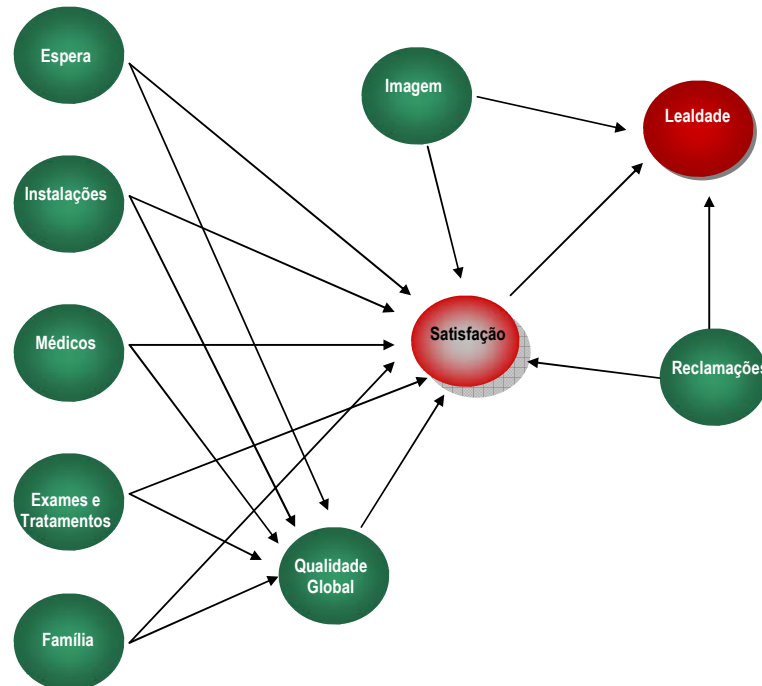 Espera
Imagem
Lealdade
Instalações
Médicos
Satisfação
Reclamações
Exames e
Tratamentos
Qualidade
Global
Família